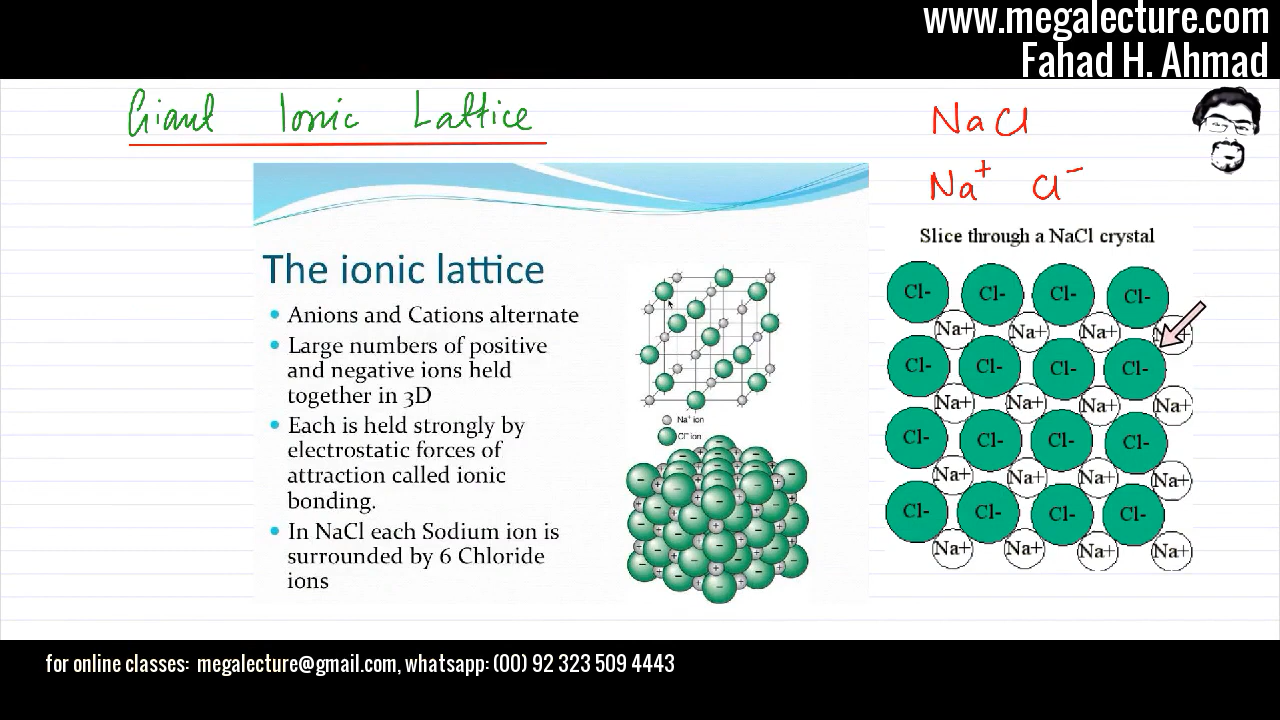 www.megalecture.com
Fahad H. Ahmad
Giant Ionic Lattice
NaCl
Na+ Cl-
The ionic lattice
• Anions and Cations alternate
• Large numbers of positive
and negative ions held
together in 3D
• Each is held strongly by
electrostatic forces of
attraction called ionic
bonding.
• In NaCl each Sodium ion is
surrounded by 6 Chloride
ions
Na+ ion
Cl- ion
Slice through a NaCl crystal
Cl- Cl- Cl- Cl-
Na+ Na+ Na+ Na+
Cl- Cl- Cl- Cl-
Na+ Na+ Na+ Na+
Cl- Cl- Cl- Cl-
Na+ Na+ Na+ Na+
Cl- Cl- Cl- Cl-
Na+ Na+ Na+ Na+
for online classes: megalecture@gmail.com, whatsapp: (00) 92 323 509 4443